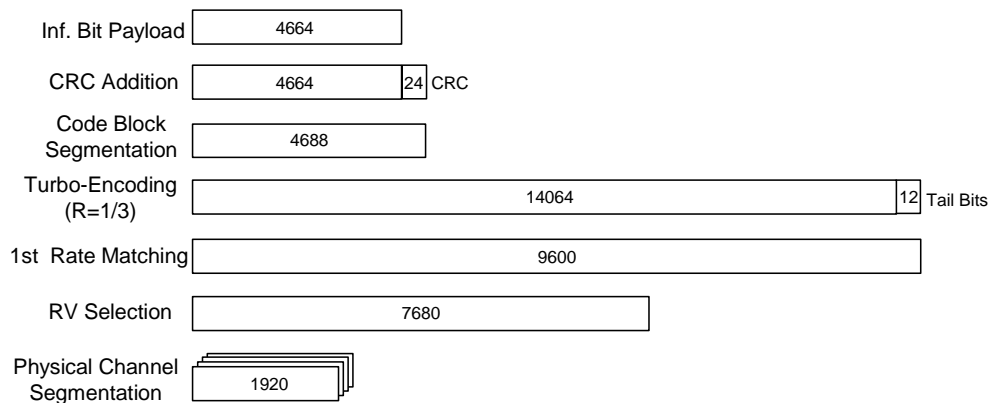 Inf. Bit Payload 4664
CRC Addition 4664 24 CRC
Code Block
Segmentation 4688
Turbo-Encoding
(R=1/3) 14064 12 Tail Bits
1st Rate Matching 9600
RV Selection 7680
Physical Channel
Segmentation 1920